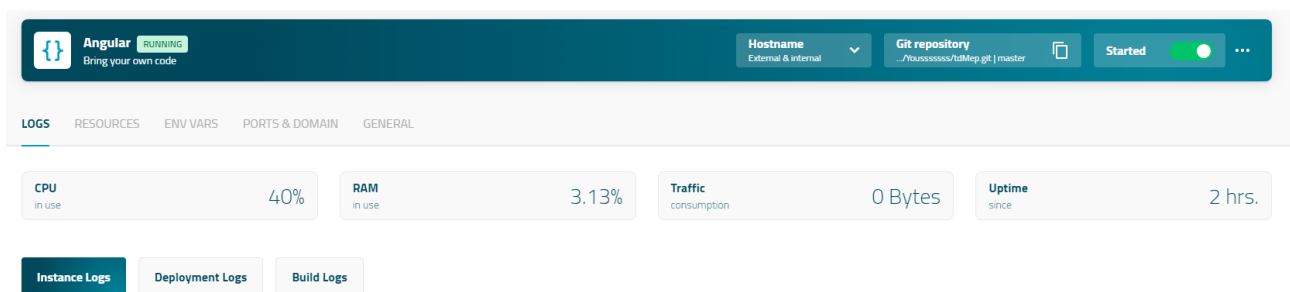 {} Angular RUNNING
Bring your own code
Hostname
External & internal
Git repository
.../Yousssssss/tdMep.git | master
Started
LOGS RESOURCES ENV VARS PORTS & DOMAIN GENERAL
CPU
in use
40%
RAM
in use
3.13%
Traffic
consumption
0 Bytes
Uptime
since
2 hrs.
Instance Logs Deployment Logs Build Logs